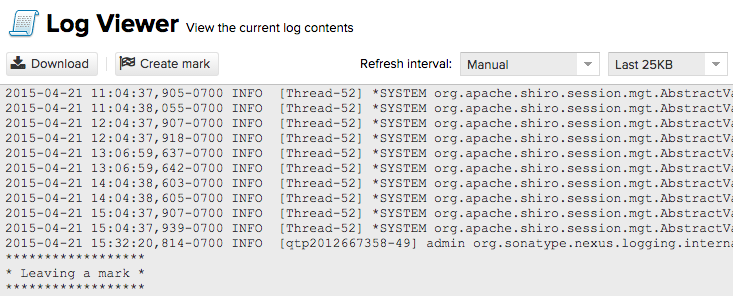 Log Viewer View the current log contents
Download Create mark Refresh interval: Manual Last 25KB
2015-04-21 11:04:37,905-0700 INFO [Thread-52] *SYSTEM org.apache.shiro.session.mgt.AbstractVa
2015-04-21 11:04:38,055-0700 INFO [Thread-52] *SYSTEM org.apache.shiro.session.mgt.AbstractVa
2015-04-21 12:04:37,907-0700 INFO [Thread-52] *SYSTEM org.apache.shiro.session.mgt.AbstractVa
2015-04-21 12:04:37,918-0700 INFO [Thread-52] *SYSTEM org.apache.shiro.session.mgt.AbstractVa
2015-04-21 13:06:59,637-0700 INFO [Thread-52] *SYSTEM org.apache.shiro.session.mgt.AbstractVa
2015-04-21 13:06:59,642-0700 INFO [Thread-52] *SYSTEM org.apache.shiro.session.mgt.AbstractVa
2015-04-21 14:04:38,603-0700 INFO [Thread-52] *SYSTEM org.apache.shiro.session.mgt.AbstractVa
2015-04-21 14:04:38,605-0700 INFO [Thread-52] *SYSTEM org.apache.shiro.session.mgt.AbstractVa
2015-04-21 15:04:37,907-0700 INFO [Thread-52] *SYSTEM org.apache.shiro.session.mgt.AbstractVa
2015-04-21 15:04:37,939-0700 INFO [Thread-52] *SYSTEM org.apache.shiro.session.mgt.AbstractVa
2015-04-21 15:32:20,814-0700 INFO [qtp2012667358-49] admin org.sonatype.nexus.logging.interna
******************
* Leaving a mark *
******************